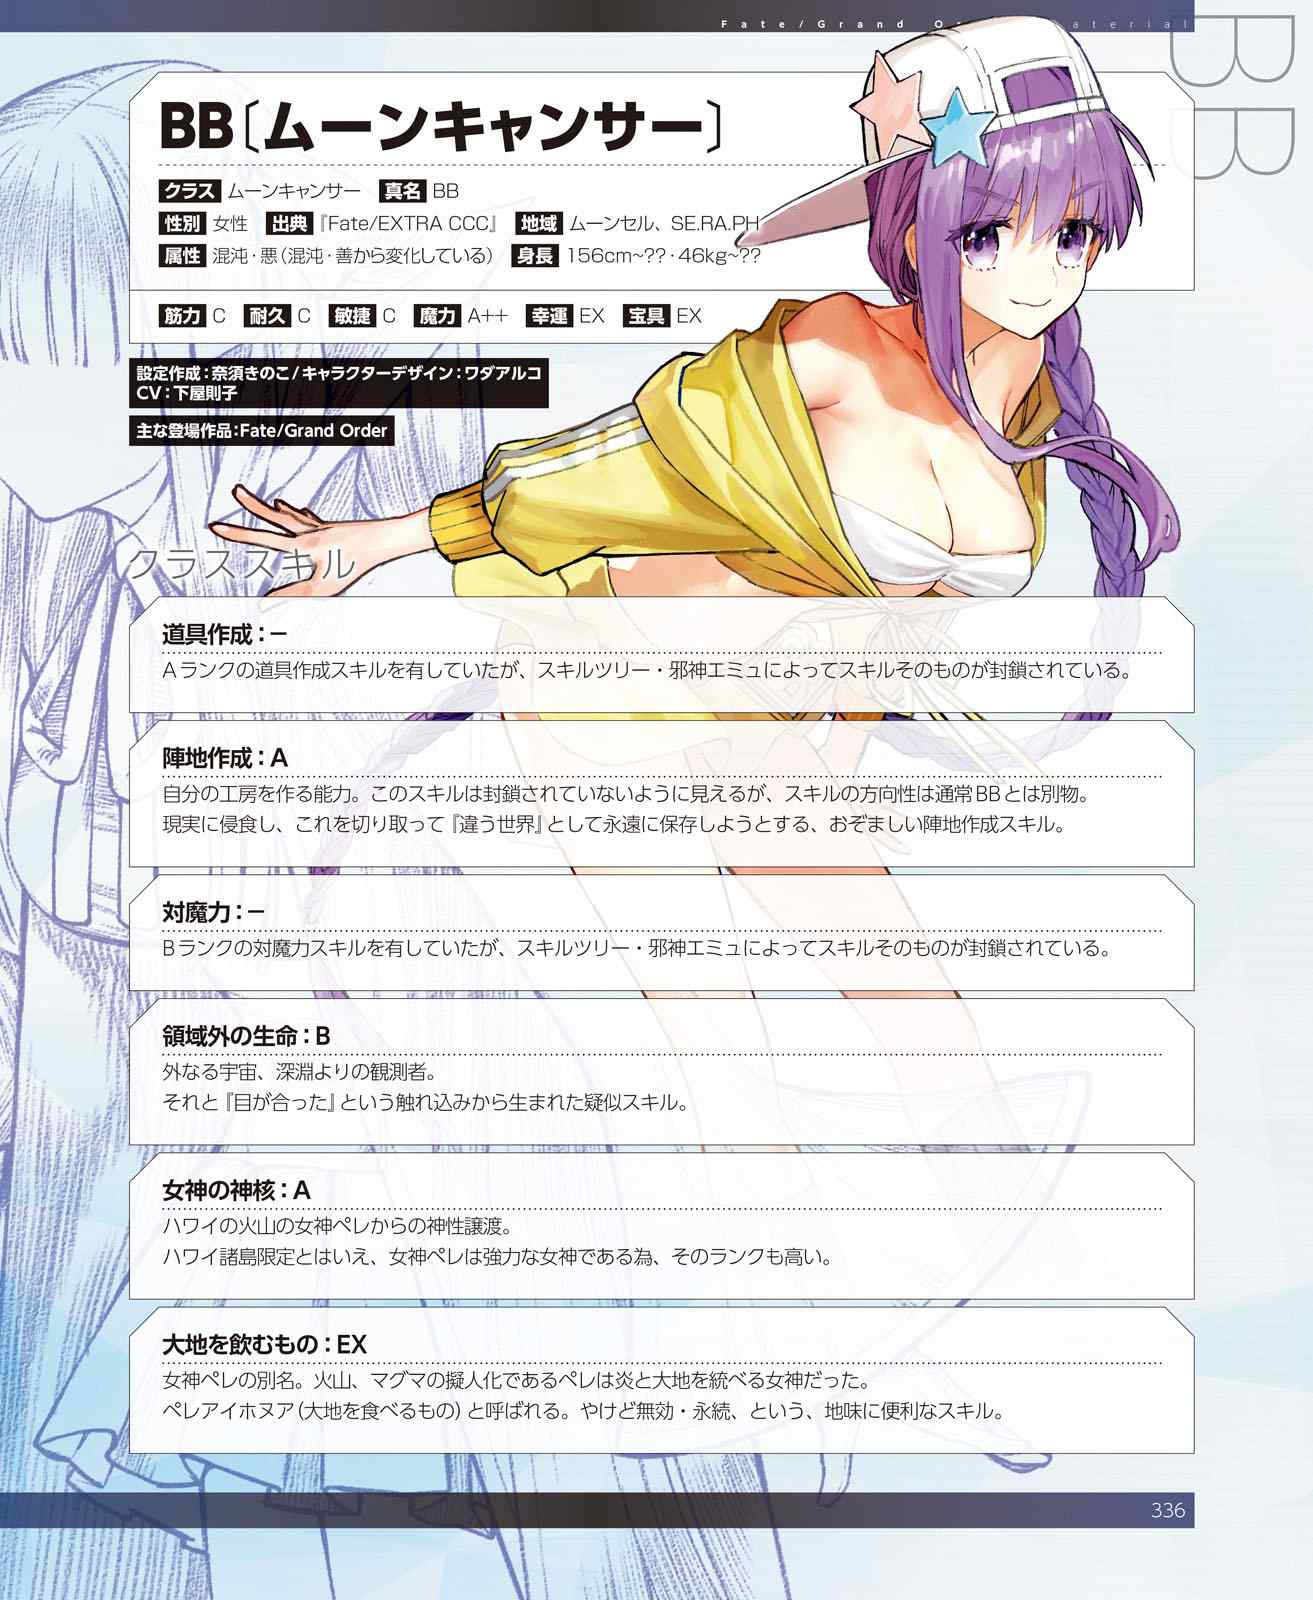 Fate/Grand Or
aterial
BB
BB〔ムーンキャンサー〕
クラス ムーンキャンサー 真名 BB
性別 女性 出典 『Fate/EXTRA CCC』 地域 ムーンセル、SE.RA.PH
属性 混沌・悪（混沌・善から変化している） 身長 156cm~??・46kg~??
筋力 C 耐久 C 敏捷 C 魔力 A++ 幸運 EX 宝具 EX
設定作成：奈須きのこ/キャラクターデザイン：ワダアルコ
CV：下屋則子
主な登場作品：Fate/Grand Order
クラススキル
道具作成：－
Aランクの道具作成スキルを有していたが、スキルツリー・邪神エミュによってスキルそのものが封鎖されている。
陣地作成：A
自分の工房を作る能力。このスキルは封鎖されていないように見えるが、スキルの方向性は通常BBとは別物。
現実に侵食し、これを切り取って『違う世界』として永遠に保存しようとする、おぞましい陣地作成スキル。
対魔力：－
Bランクの対魔力スキルを有していたが、スキルツリー・邪神エミュによってスキルそのものが封鎖されている。
領域外の生命：B
外なる宇宙、深淵よりの観測者。
それと『目が合った』という触れ込みから生まれた疑似スキル。
女神の神核：A
ハワイの火山の女神ペレからの神性譲渡。
ハワイ諸島限定とはいえ、女神ペレは強力な女神である為、そのランクも高い。
大地を飲むもの：EX
女神ペレの別名。火山、マグマの擬人化であるペレは炎と大地を統べる女神だった。
ペレアイホヌア（大地を食べるもの）と呼ばれる。やけど無効・永続、という、地味に便利なスキル。
336